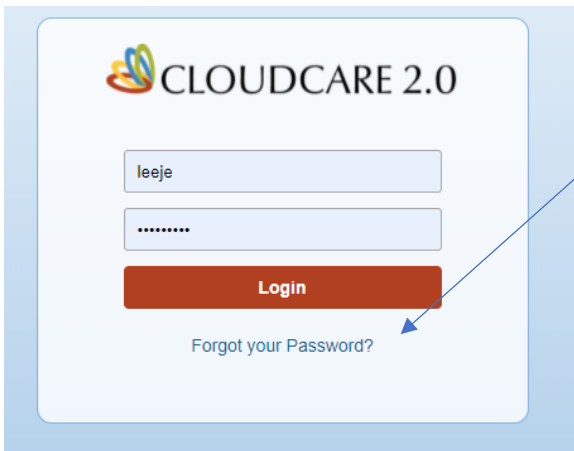 CLOUDCARE 2.0
leeje
•••••••••
Login
Forgot your Password?